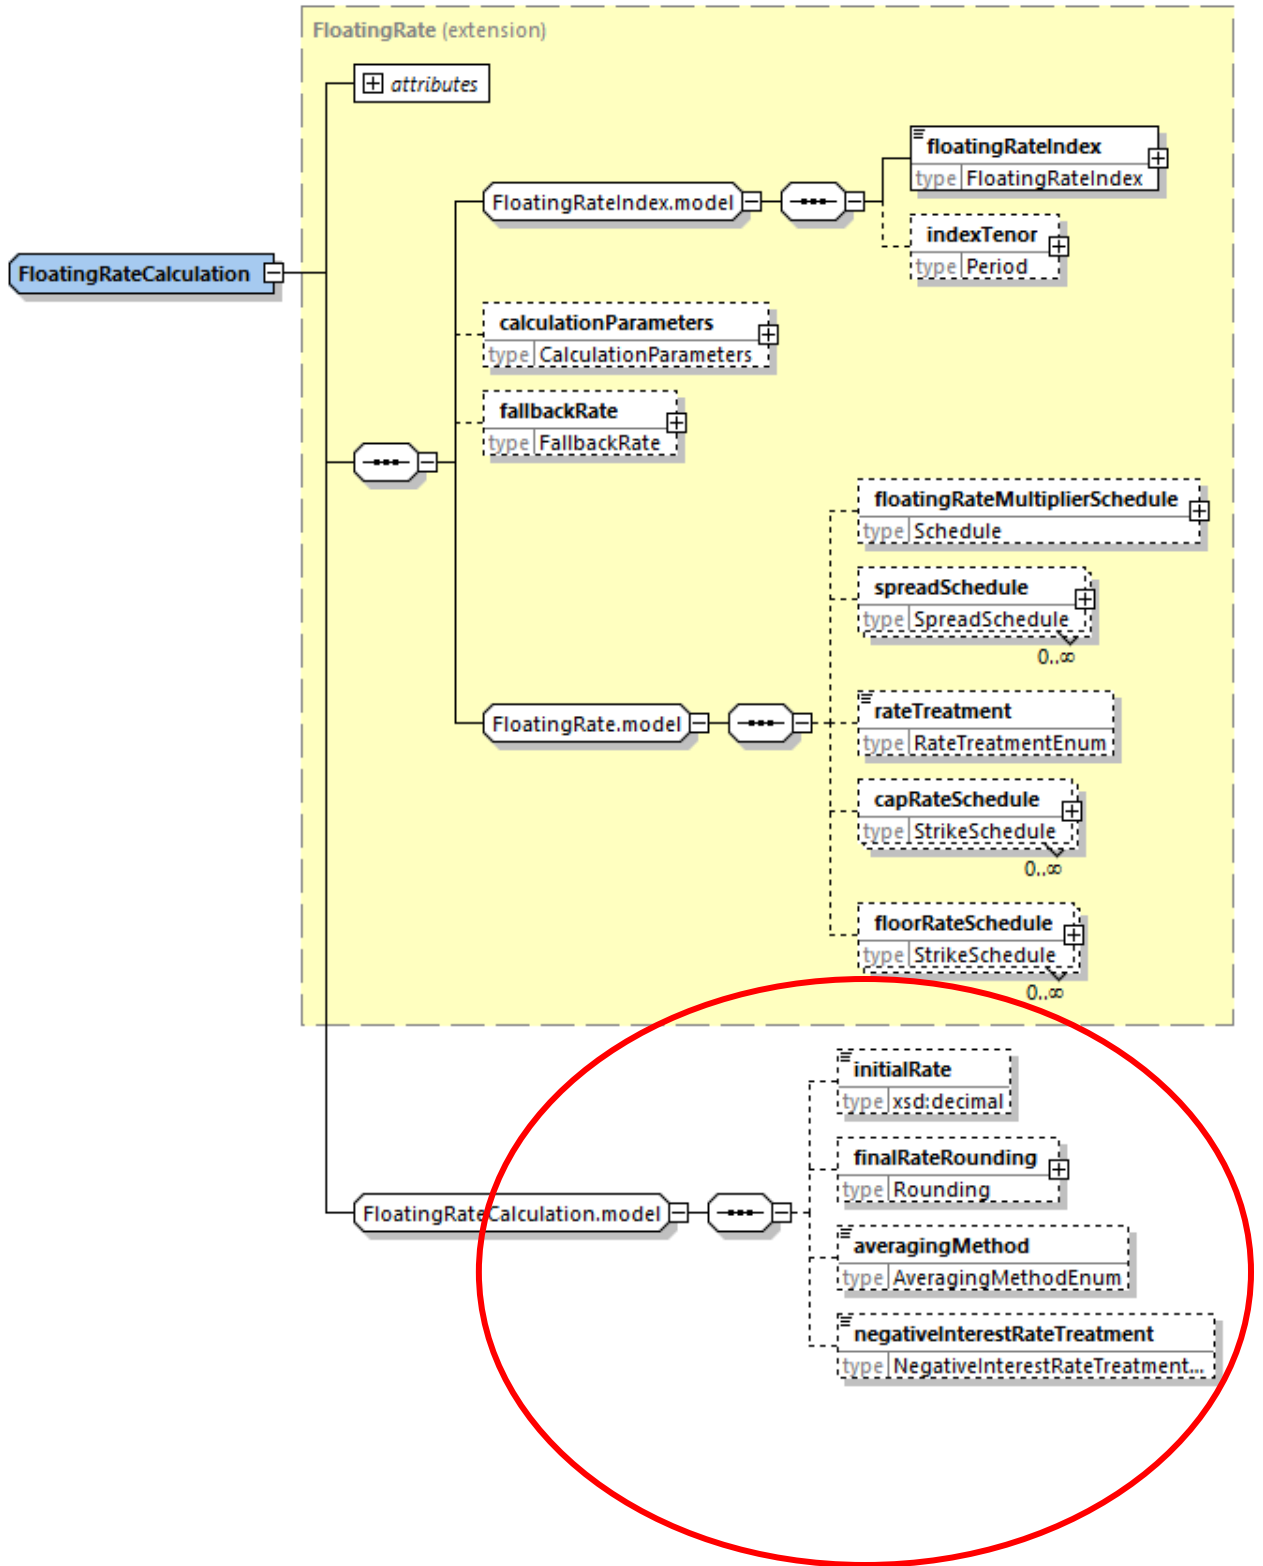 FloatingRate (extension)
attributes
floatingRateIndex
type FloatingRateIndex
FloatingRateIndex.model
indexTenor
type Period
FloatingRateCalculation
calculationParameters
type CalculationParameters
fallbackRate
type FallbackRate
floatingRateMultiplierSchedule
type Schedule
spreadSchedule
type SpreadSchedule
0..∞
rateTreatment
type RateTreatmentEnum
FloatingRate.model
capRateSchedule
type StrikeSchedule
0..∞
floorRateSchedule
type StrikeSchedule
0..∞
initialRate
type xsd:decimal
finalRateRounding
type Rounding
FloatingRateCalculation.model
averagingMethod
type AveragingMethodEnum
negativeInterestRateTreatment
type NegativeInterestRateTreatment...